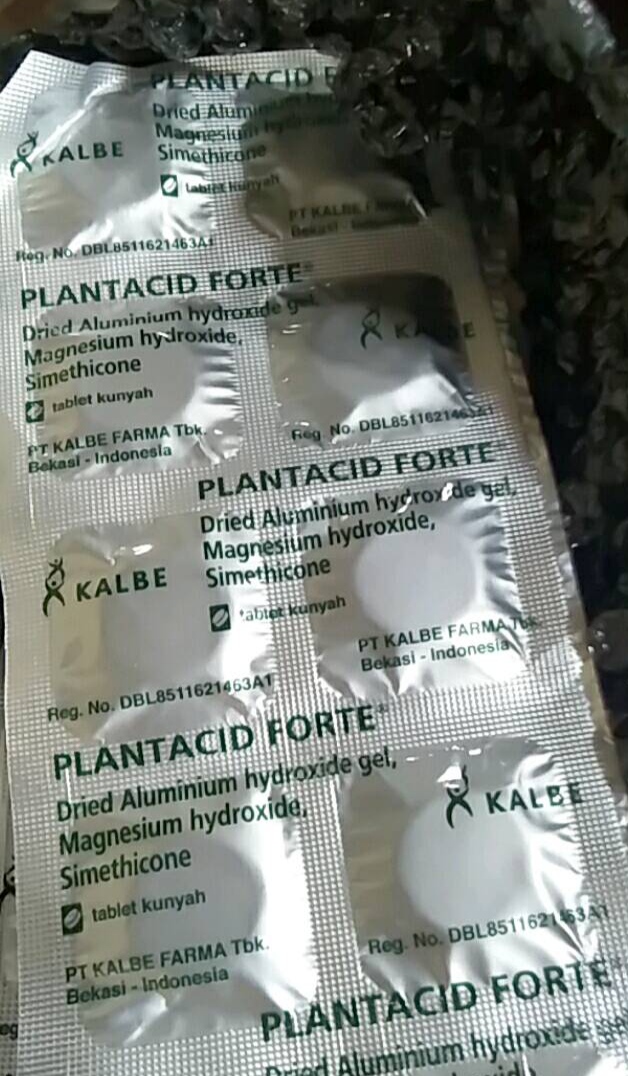 PLANTACID F
Dried Aluminium
Magnesium hydroxide
Simethicone
KALBE
tablet kunyah
PT KALBE
Bekasi -
Reg. No. DBL8511621463A1
PLANTACID FORTE®
Dried Aluminium hydroxide gel,
Magnesium hydroxide,
Simethicone
tablet kunyah
PT KALBE FARMA Tbk.
Bekasi - Indonesia
KALBE
Reg. No. DBL8511621463A1
PLANTACID FORTE
Dried Aluminium hydroxide gel,
Magnesium hydroxide,
Simethicone
KALBE
tablet kunyah
PT KALBE FARMA Tbk.
Bekasi - Indonesia
Reg. No. DBL8511621463A1
PLANTACID FORTE®
Dried Aluminium hydroxide gel,
Magnesium hydroxide,
Simethicone
tablet kunyah
PT KALBE FARMA Tbk.
Bekasi - Indonesia
KALBE
Reg. No. DBL8511621463A1
PLANTACID FORTE
Dried Aluminium hydroxide